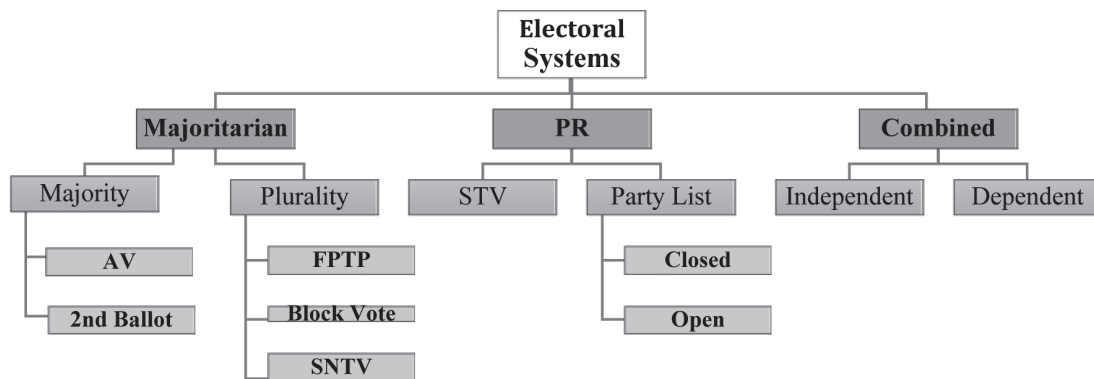 Electoral
Systems
Majoritarian
PR
Combined
Majority
Plurality
STV
Party List
Independent
Dependent
AV
FPTP
Closed
2nd Ballot
Block Vote
Open
SNTV